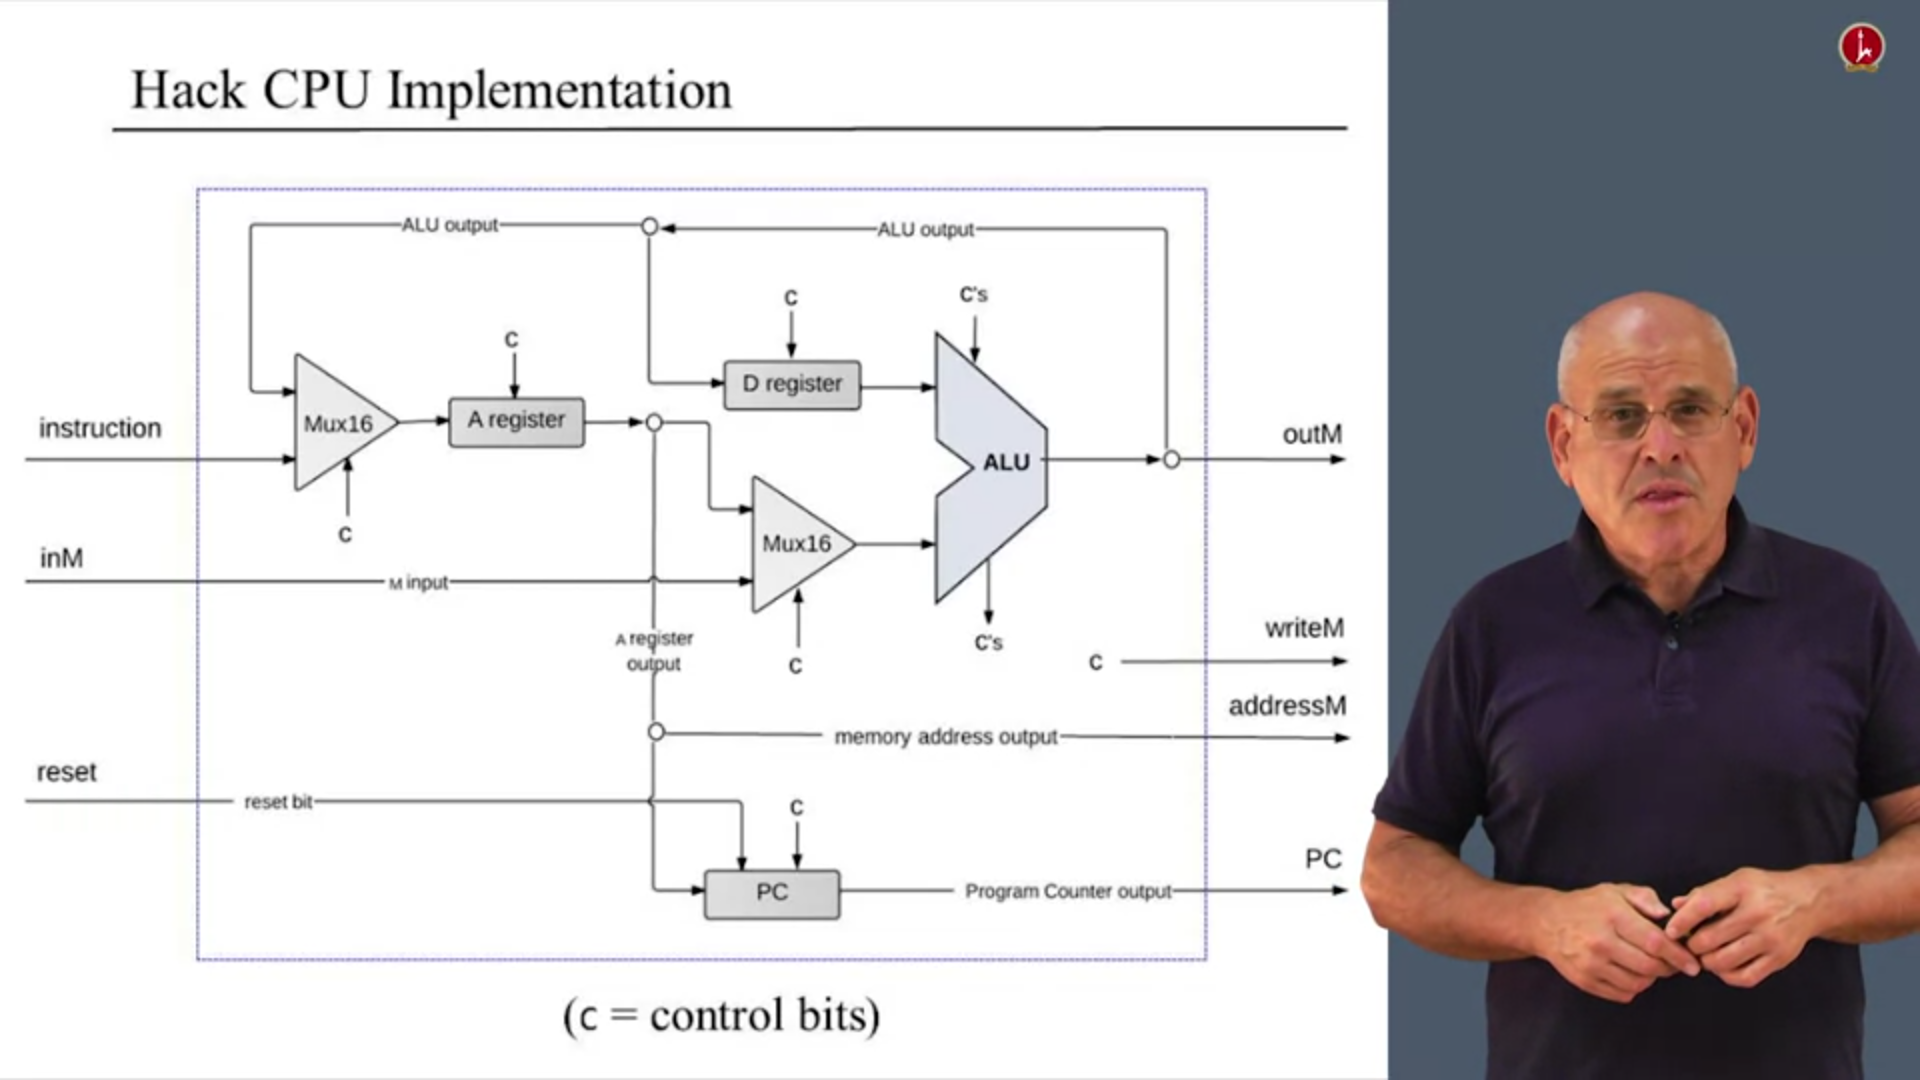 Hack CPU Implementation
ALU output
ALU output
C
C's
C
D register
Mux16
A register
instruction
ALU
outM
C
Mux16
inM
M input
writeM
A register
output
C
C's
C
addressM
memory address output
reset
reset bit
C
PC
PC
Program Counter output
(c = control bits)